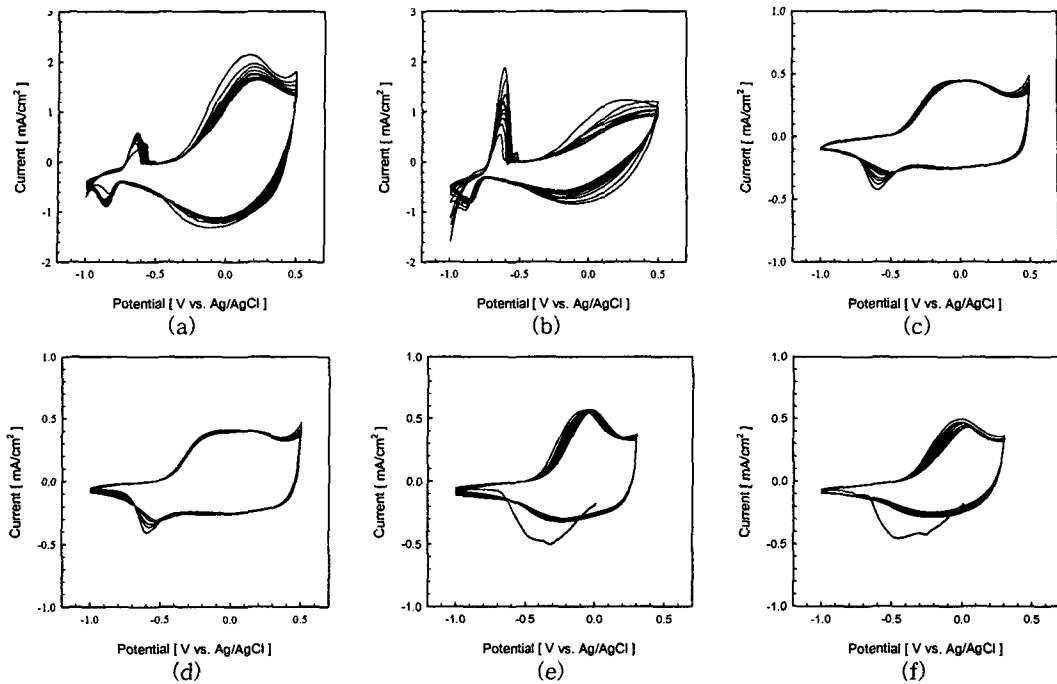 3
2
1
0
-1
-2
Current [ mA/cm² ]
-1.0 -0.5 0.0 0.5
Potential [ V vs. Ag/AgCl ]
(a)
3
2
1
0
-1
-2
Current [ mA/cm² ]
-1.0 -0.5 0.0 0.5
Potential [ V vs. Ag/AgCl ]
(b)
1.0
0.5
0.0
-0.5
-1.0
Current [ mA/cm² ]
-1.0 -0.5 0.0 0.5
Potential [ V vs. Ag/AgCl ]
(c)
1.0
0.5
0.0
-0.5
-1.0
Current [ mA/cm² ]
-1.0 -0.5 0.0 0.5
Potential [ V vs. Ag/AgCl ]
(d)
1.0
0.5
0.0
-0.5
-1.0
Current [ mA/cm² ]
-1.0 -0.5 0.0 0.5
Potential [ V vs. Ag/AgCl ]
(e)
1.0
0.5
0.0
-0.5
-1.0
Current [ mA/cm² ]
-1.0 -0.5 0.0 0.5
Potential [ V vs. Ag/AgCl ]
(f)